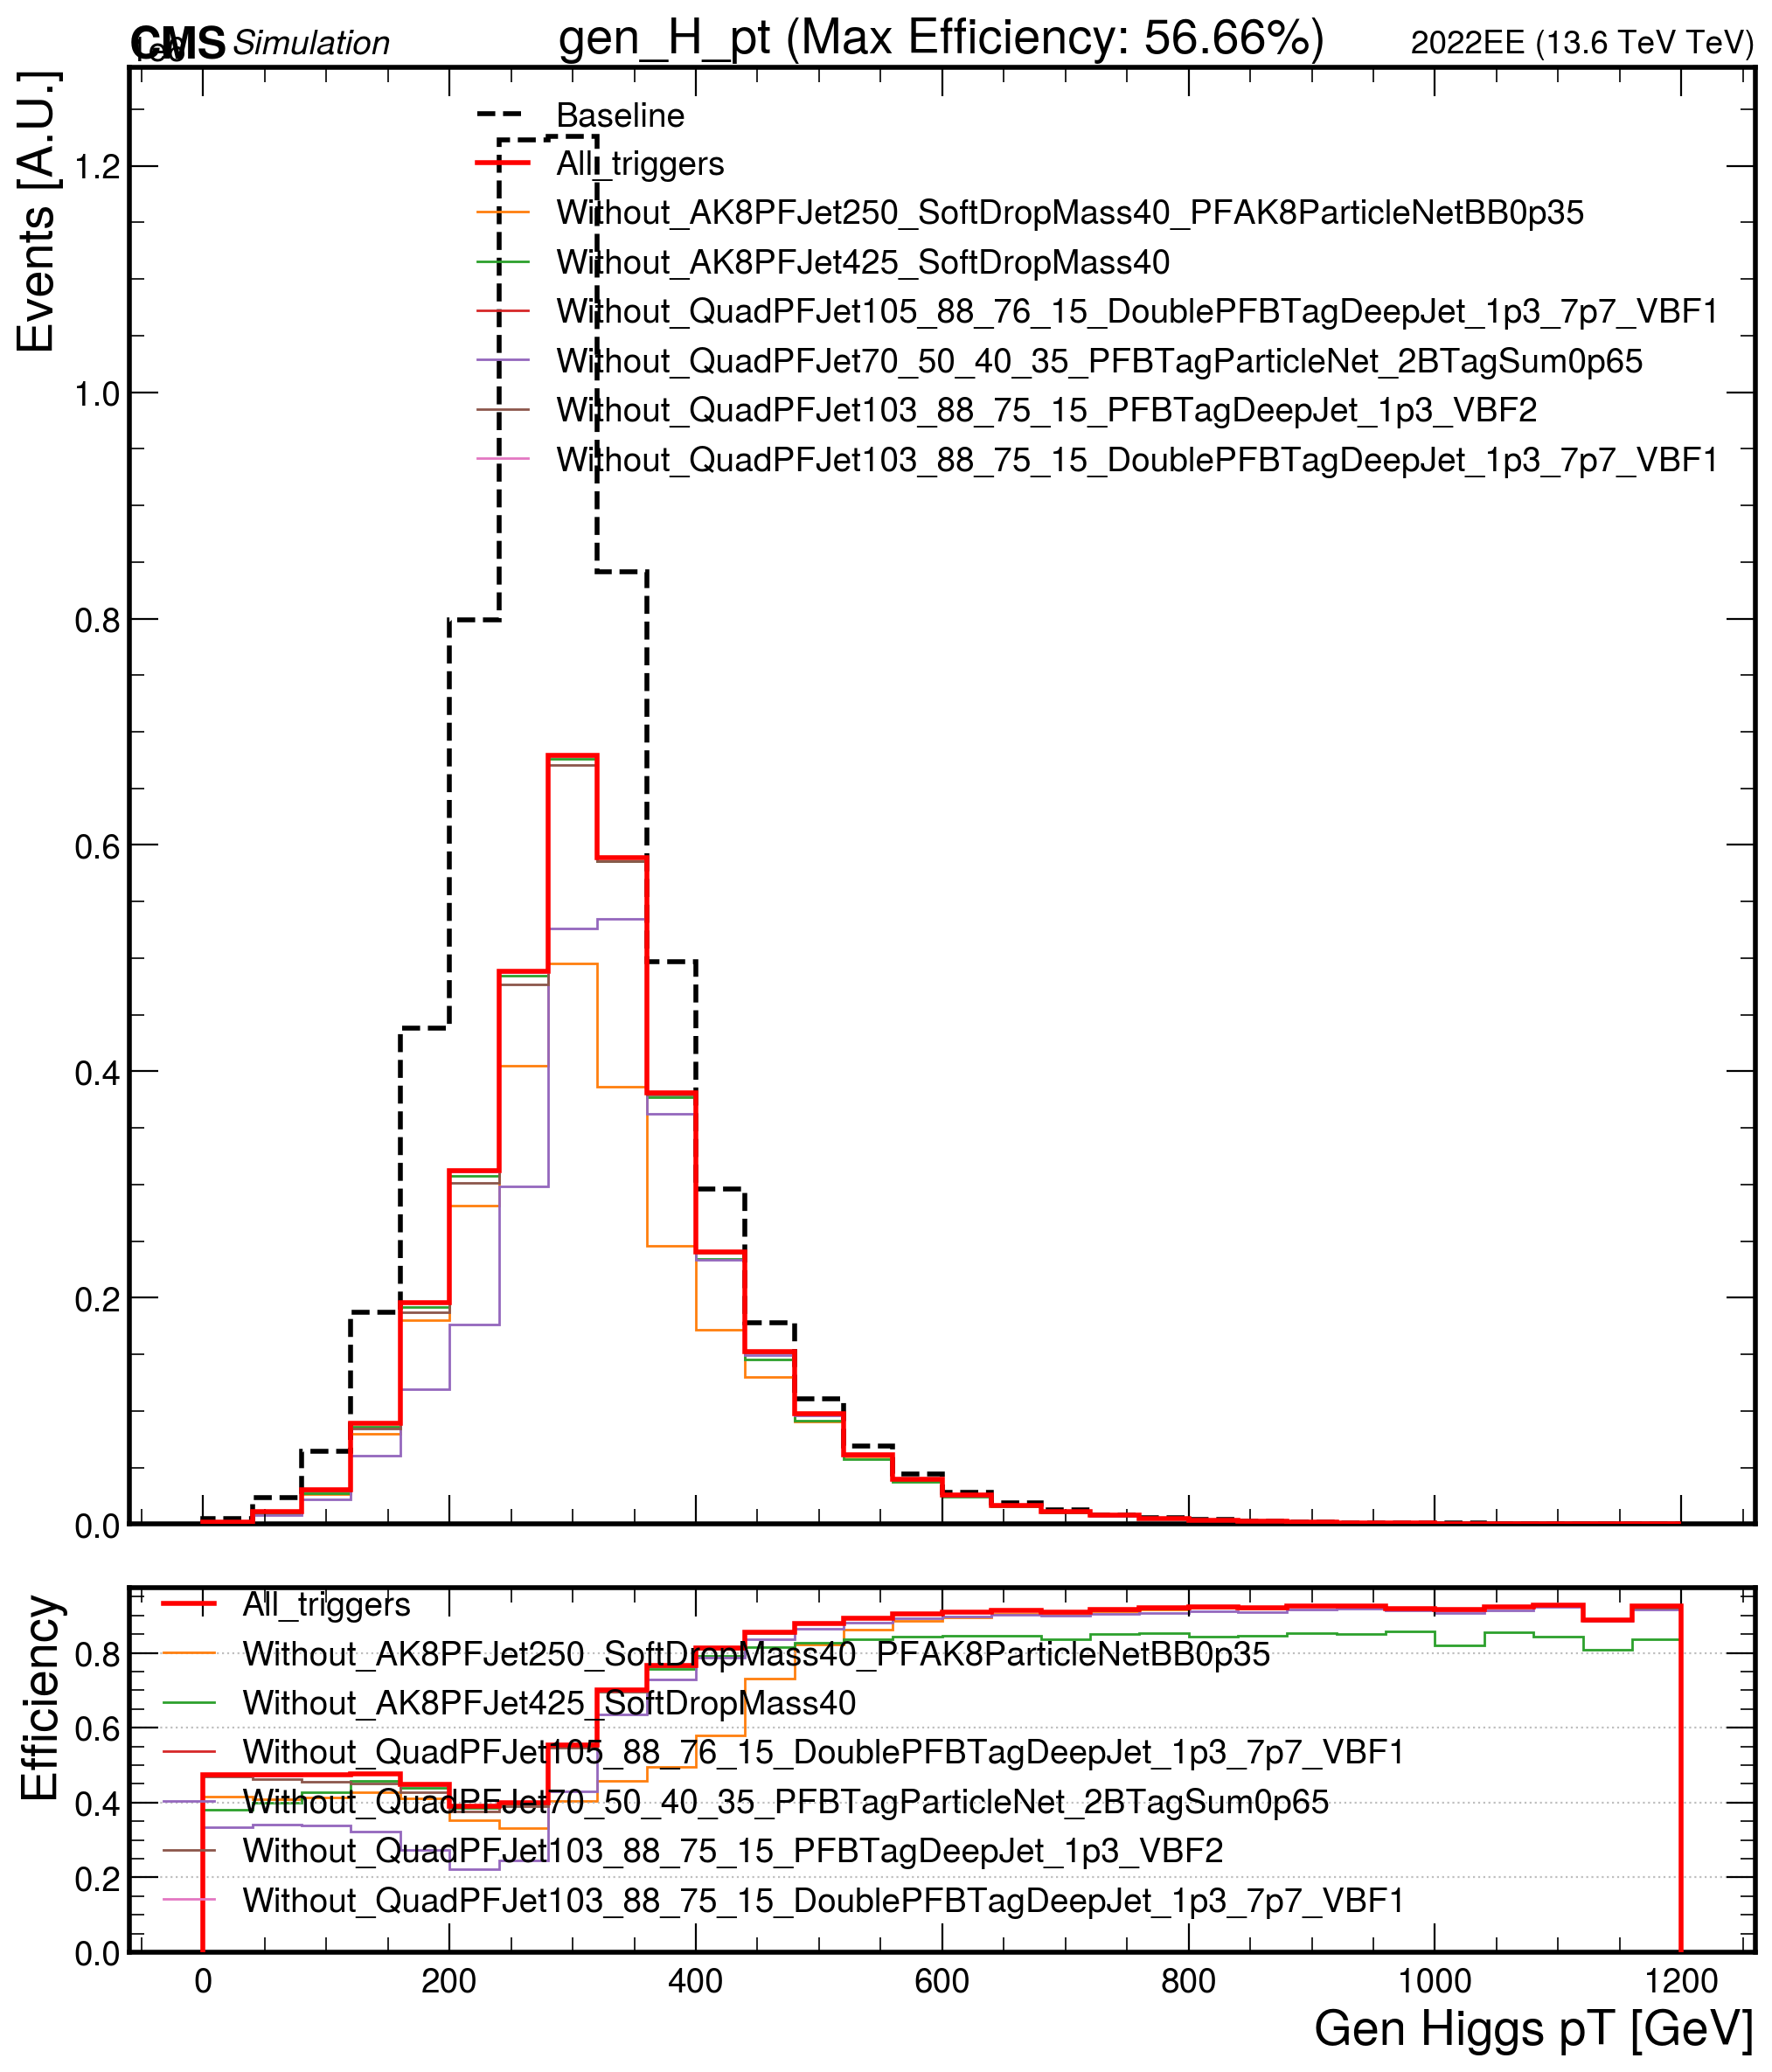 CMS Simulation gen_H_pt (Max Efficiency: 56.66%) 2022EE (13.6 TeV TeV)
Events [A.U.]
Baseline
All_triggers
Without_AK8PFJet250_SoftDropMass40_PFAK8ParticleNetBB0p35
Without_AK8PFJet425_SoftDropMass40
Without_QuadPFJet105_88_76_15_DoublePFBTagDeepJet_1p3_7p7_VBF1
Without_QuadPFJet70_50_40_35_PFBTagParticleNet_2BTagSum0p65
Without_QuadPFJet103_88_75_15_PFBTagDeepJet_1p3_VBF2
Without_QuadPFJet103_88_75_15_DoublePFBTagDeepJet_1p3_7p7_VBF1
1.2
1.0
0.8
0.6
0.4
0.2
0.0
Efficiency
All_triggers
Without_AK8PFJet250_SoftDropMass40_PFAK8ParticleNetBB0p35
Without_AK8PFJet425_SoftDropMass40
Without_QuadPFJet105_88_76_15_DoublePFBTagDeepJet_1p3_7p7_VBF1
Without_QuadPFJet70_50_40_35_PFBTagParticleNet_2BTagSum0p65
Without_QuadPFJet103_88_75_15_PFBTagDeepJet_1p3_VBF2
Without_QuadPFJet103_88_75_15_DoublePFBTagDeepJet_1p3_7p7_VBF1
0.8
0.6
0.4
0.2
0.0
0 200 400 600 800 1000 1200
Gen Higgs pT [GeV]